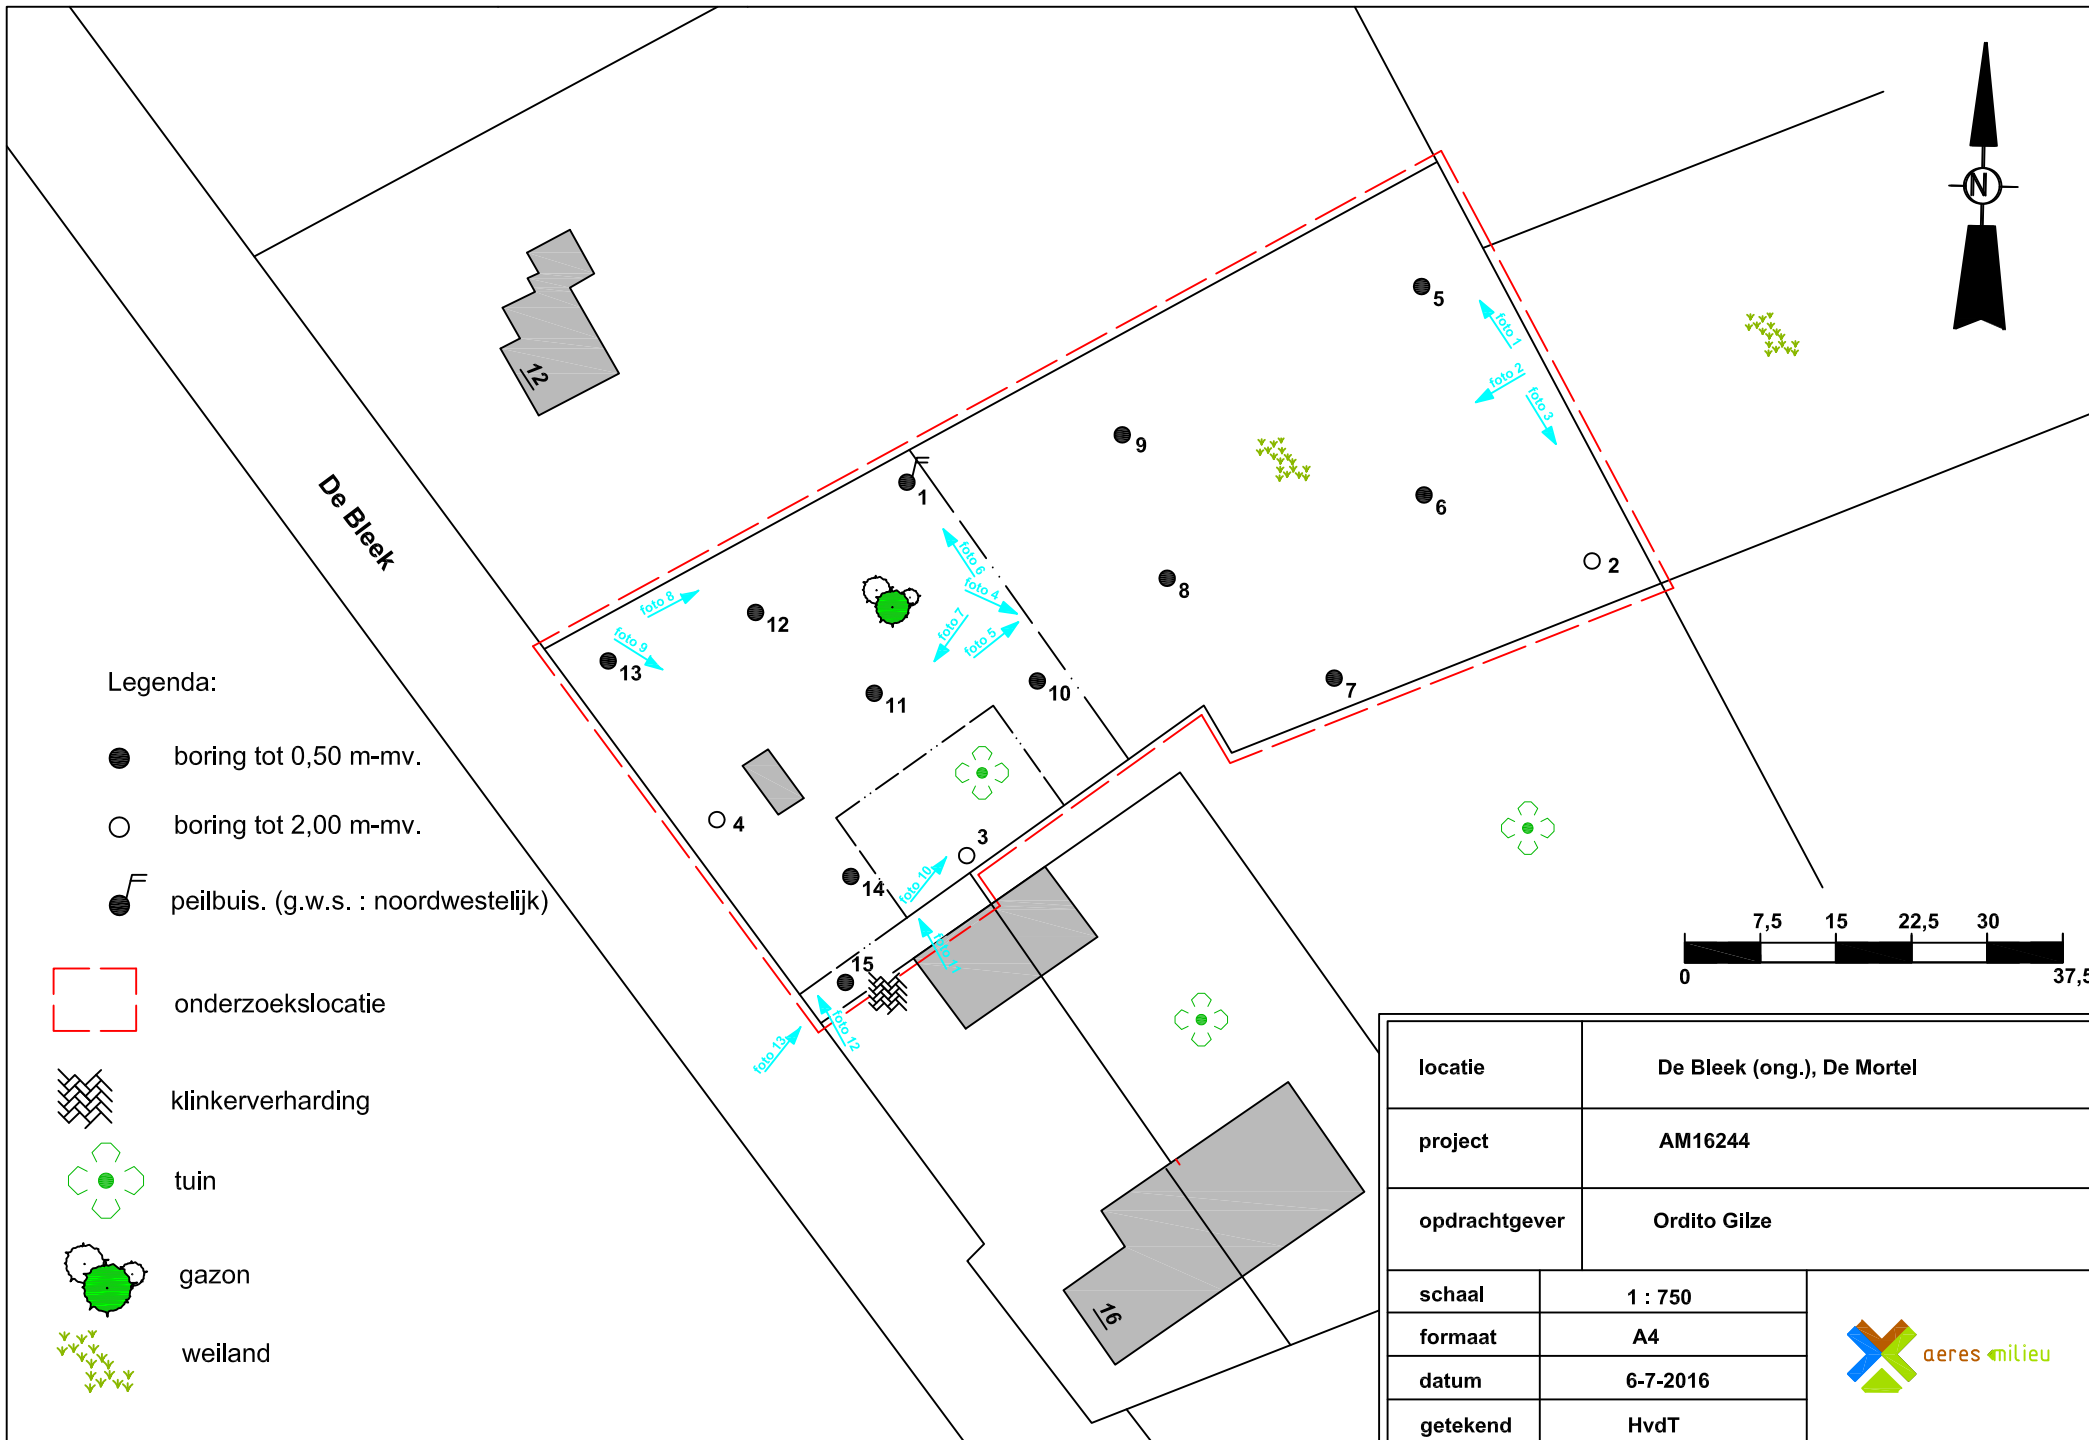 N
De Bleek
12
5
foto 1
foto 2
foto 3
9
1
6
2
8
foto 6
foto 4
foto 7
foto 5
foto 8
foto 9
12
13
11
10
7
4
3
14
foto 10
foto 11
15
foto 12
foto 13
16
Legenda:
boring tot 0,50 m-mv.
boring tot 2,00 m-mv.
peilbuis. (g.w.s. : noordwestelijk)
onderzoekslocatie
klinkerverharding
tuin
gazon
weiland
7,5 15 22,5 30
0 37,5
locatie De Bleek (ong.), De Mortel
project AM16244
opdrachtgever Ordito Gilze
schaal 1 : 750
formaat A4
datum 6-7-2016
getekend HvdT
aeres milieu